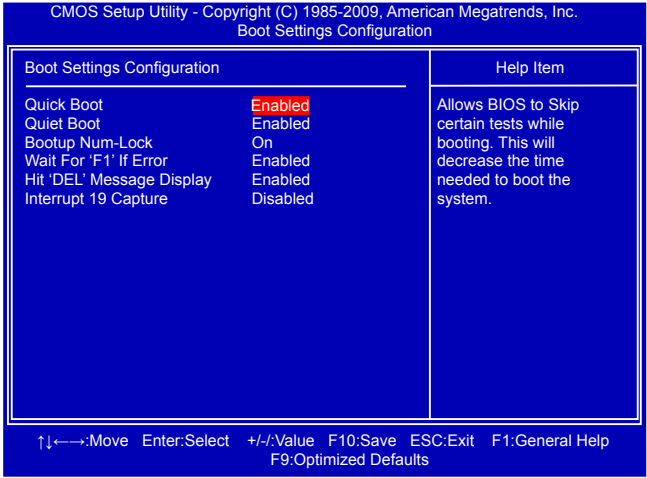 CMOS Setup Utility - Copyright (C) 1985-2009, American Megatrends, Inc.
Boot Settings Configuration
Boot Settings Configuration
Quick Boot Enabled
Quiet Boot Enabled
Bootup Num-Lock On
Wait For ‘F1’ If Error Enabled
Hit ‘DEL’ Message Display Enabled
Interrupt 19 Capture Disabled
Help Item
Allows BIOS to Skip
certain tests while
booting. This will
decrease the time
needed to boot the
system.
↑↓←→:Move Enter:Select +/-/:Value F10:Save ESC:Exit F1:General Help
F9:Optimized Defaults